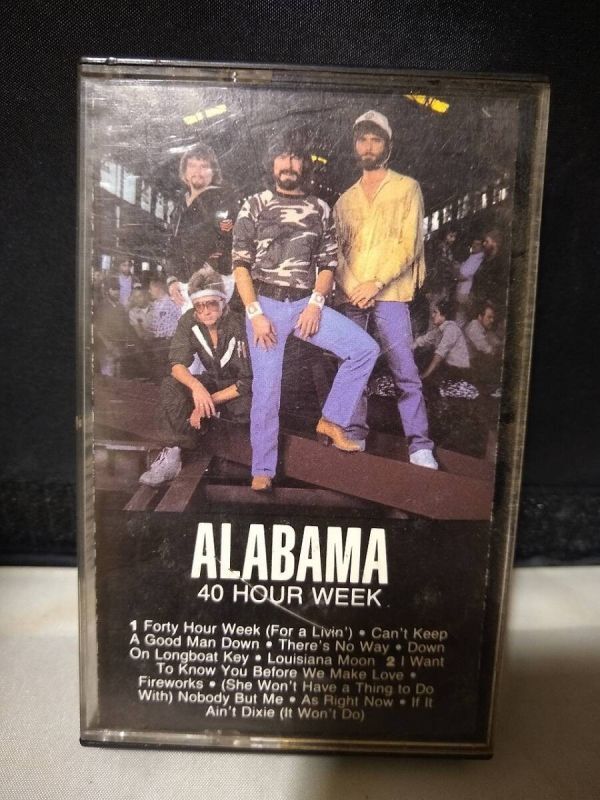 ALABAMA
40 HOUR WEEK
1 Forty Hour Week (For a Livin') • Can't Keep
A Good Man Down • There's No Way • Down
On Longboat Key • Louisiana Moon 2 I Want
To Know You Before We Make Love •
Fireworks • (She Won't Have a Thing to Do
With) Nobody But Me • As Right Now • If It
Ain't Dixie (It Won't Do)